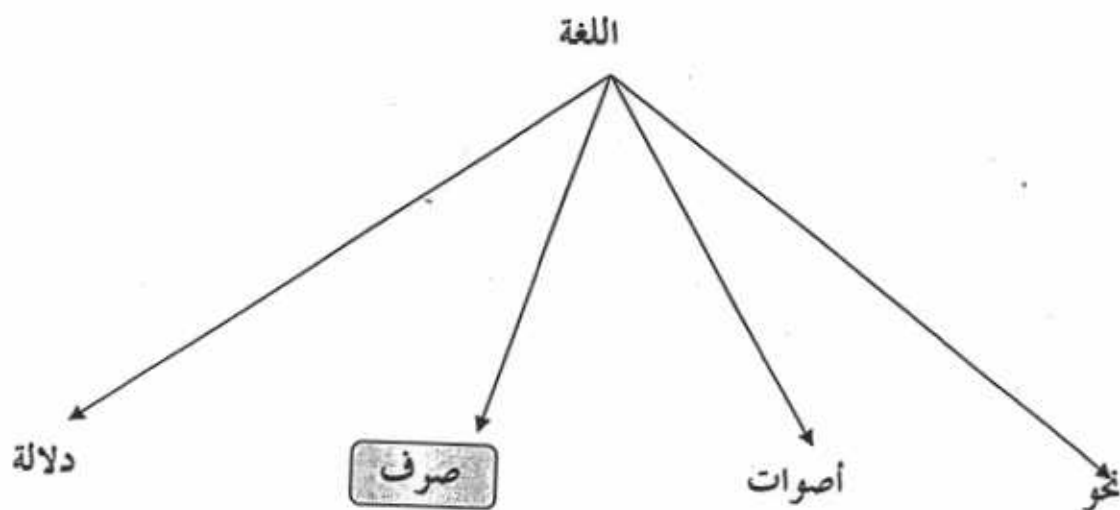 اللغة
نحو
أصوات
صرف
دلالة